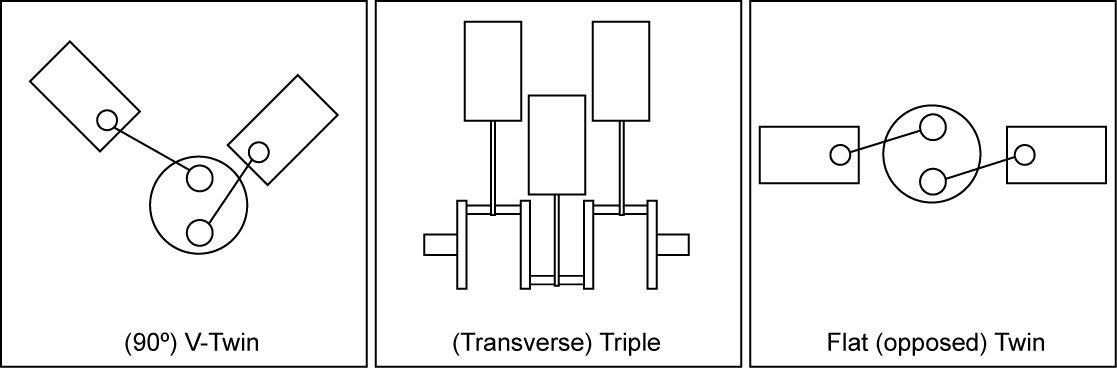 (90º) V-Twin
(Transverse) Triple
Flat (opposed) Twin